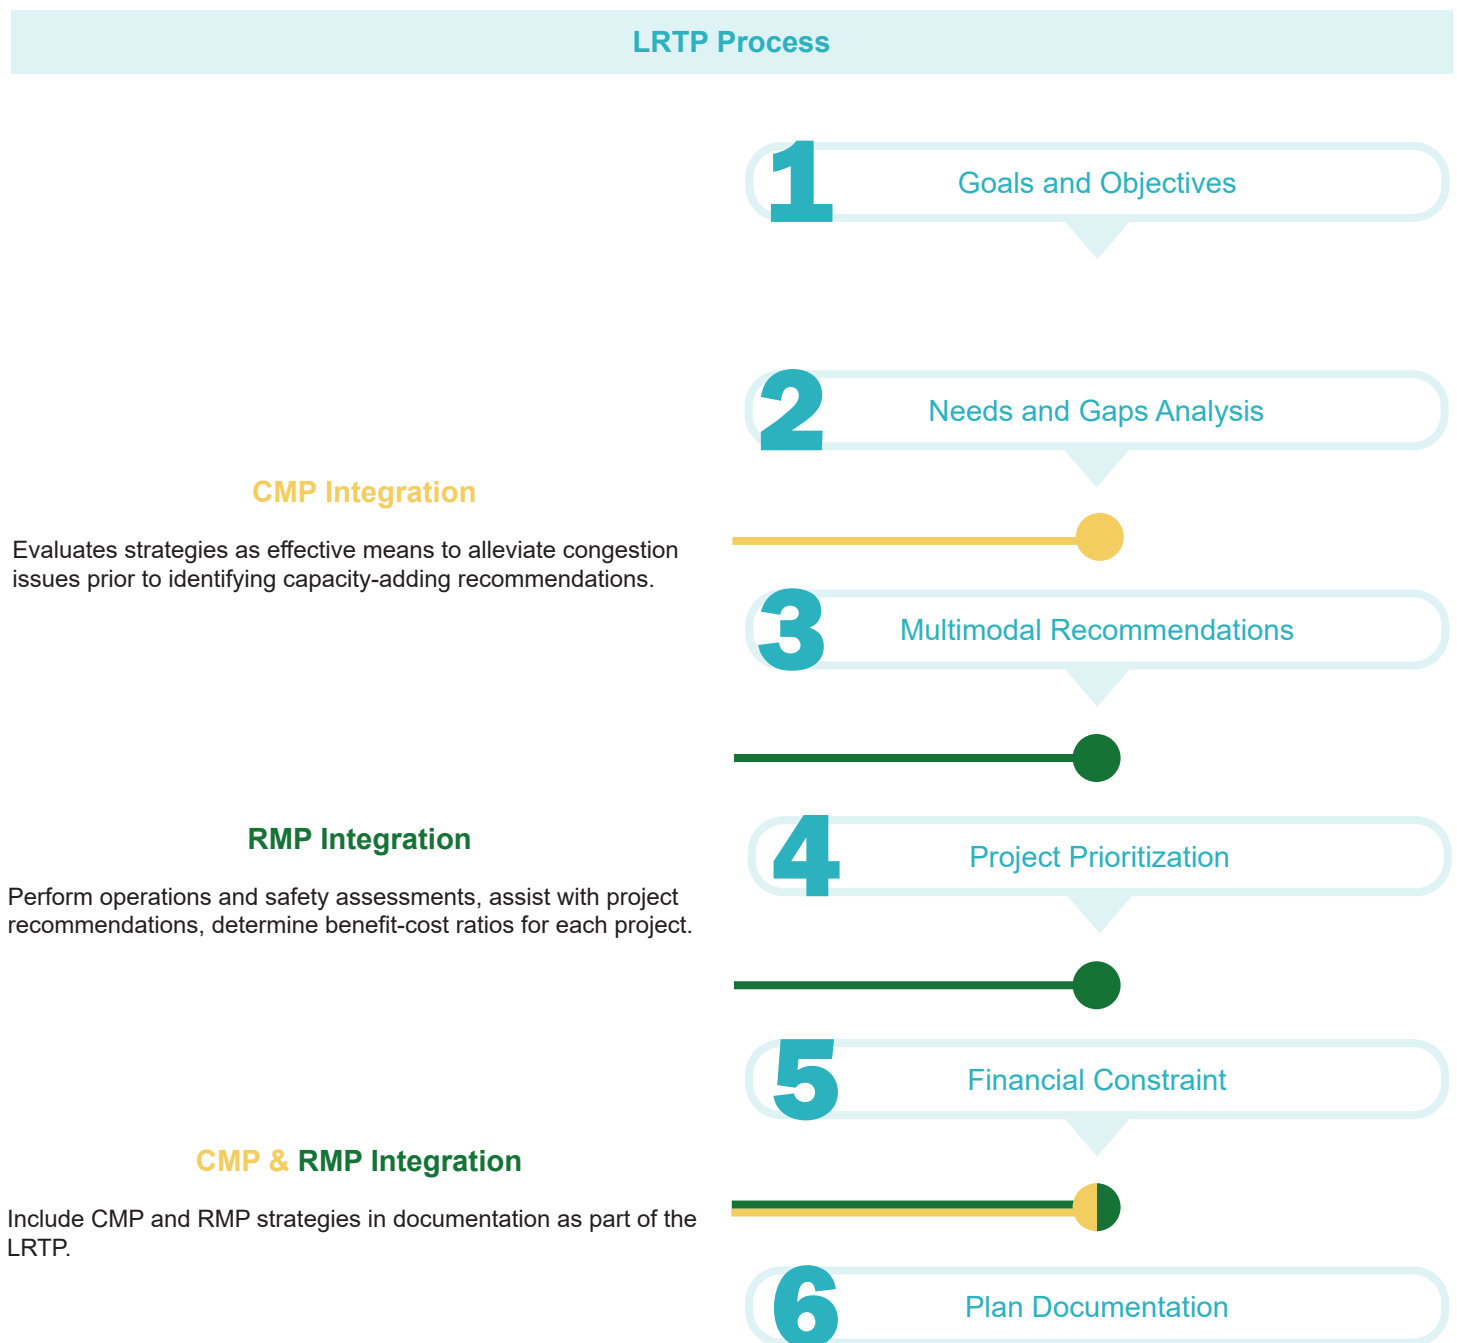 LRTP Process
1
Goals and Objectives
2
Needs and Gaps Analysis
CMP Integration
Evaluates strategies as effective means to alleviate congestion
issues prior to identifying capacity-adding recommendations.
3
Multimodal Recommendations
RMP Integration
Perform operations and safety assessments, assist with project
recommendations, determine benefit-cost ratios for each project.
4
Project Prioritization
5
Financial Constraint
CMP & RMP Integration
Include CMP and RMP strategies in documentation as part of the
LRTP.
6
Plan Documentation